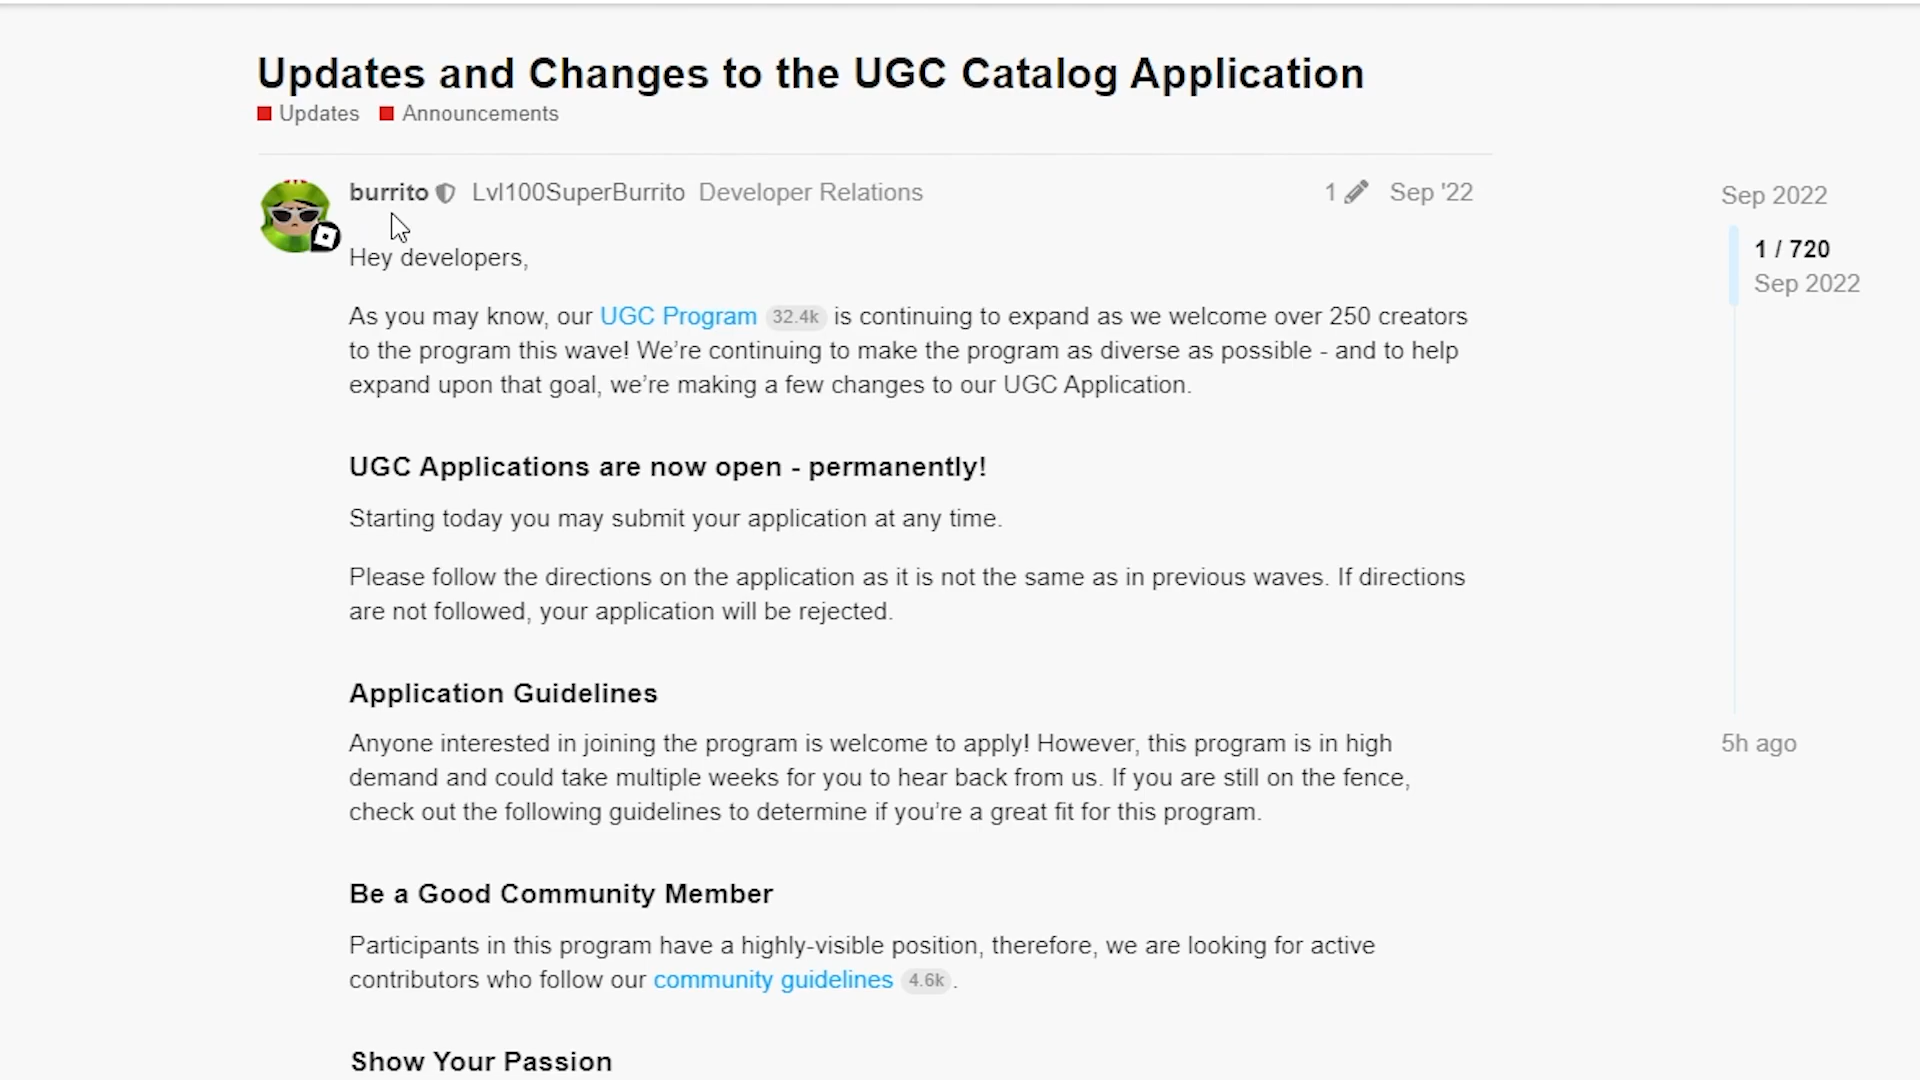 Updates and Changes to the UGC Catalog Application
Updates Announcements
burrito Lvl100SuperBurrito Developer Relations 1 Sep '22
Hey developers,
As you may know, our UGC Program 32.4k is continuing to expand as we welcome over 250 creators
to the program this wave! We’re continuing to make the program as diverse as possible - and to help
expand upon that goal, we’re making a few changes to our UGC Application.
UGC Applications are now open - permanently!
Starting today you may submit your application at any time.
Please follow the directions on the application as it is not the same as in previous waves. If directions
are not followed, your application will be rejected.
Application Guidelines
Anyone interested in joining the program is welcome to apply! However, this program is in high
demand and could take multiple weeks for you to hear back from us. If you are still on the fence,
check out the following guidelines to determine if you’re a great fit for this program.
Be a Good Community Member
Participants in this program have a highly-visible position, therefore, we are looking for active
contributors who follow our community guidelines 4.6k .
Show Your Passion
Sep 2022
1 / 720
Sep 2022
5h ago